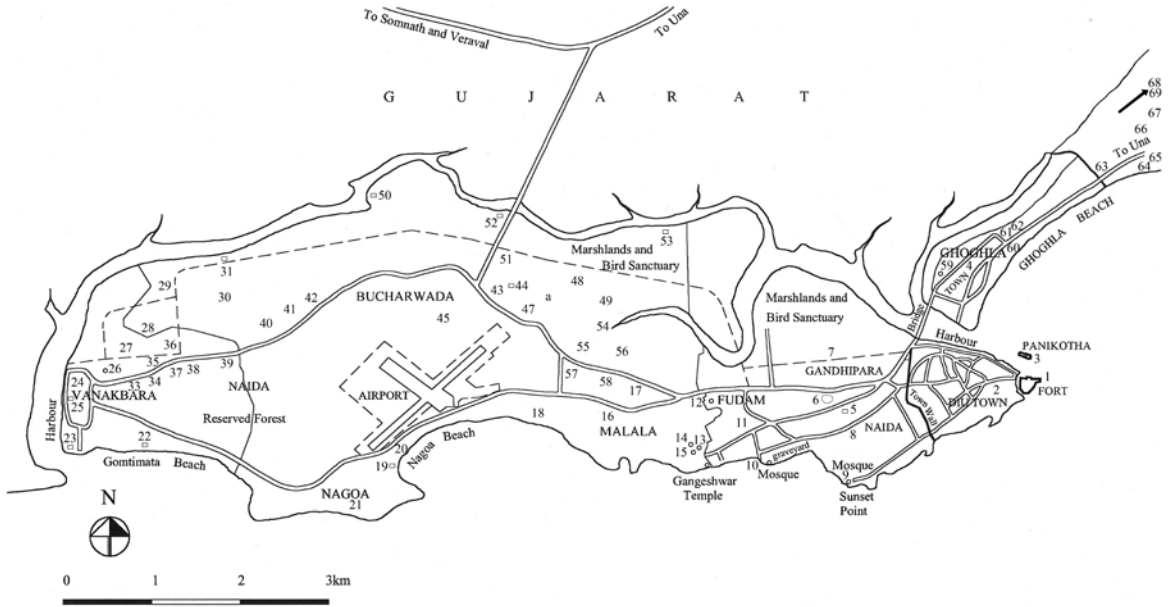 To Somnath and Veraval
To Una
G U J A R A T
68
69
67
66
To Una
65
63
64
50
52
53
GHOGHLA BEACH
61 62
60
GHOGHLA
59
4
TOWN
Marshlands and
Bird Sanctuary
51
31
29
30
48
44
43
a
49
47
BUCHARWADA
42
41
40
45
54
Marshlands and
Bird Sanctuary
Bridge
Harbour
PANIKOTHA
3
28
27
36
35
26
37
38
39
34
33
24
VANAKBARA
25
NAIDA
Reserved Forest
AIRPORT
55
56
57
58
17
7
GANDHIPARA
1
FORT
2
DIU TOWN
Town Wall
12
FUDAM
6
5
Harbour
23
22
Gomtimata Beach
18
16
MALALA
11
NAIDA
8
20
19
Nagoa Beach
14
13
15
10
graveyard
Mosque
Mosque
9
Gangeshwar
Temple
Sunset
Point
NAGOA
21
N
0 1 2 3km